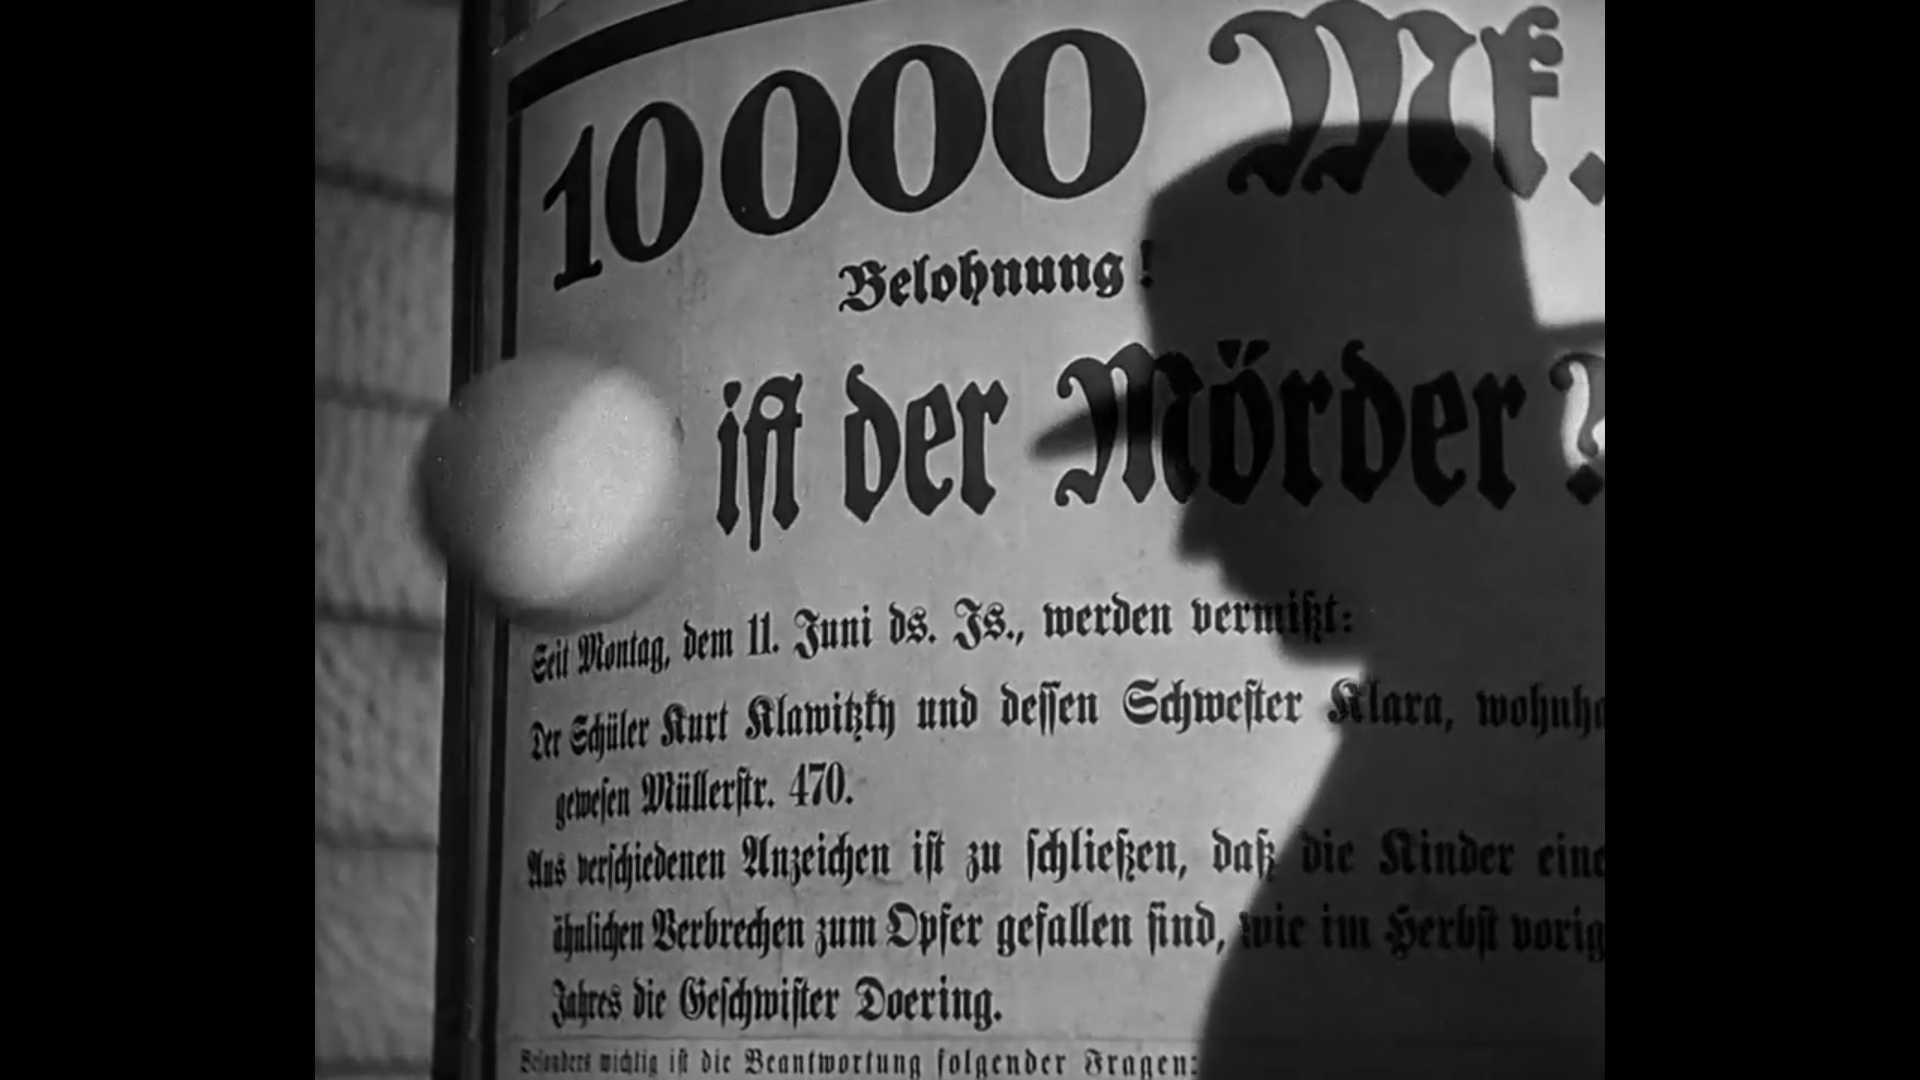 10000 Mk.
Belohnung!
ist der Mörder?
Seit Montag, dem 11. Juni ds. Js., werden vermißt:
Der Schüler Kurt Klawitzky und dessen Schwester Klara, wohnha
gewesen Müllerstr. 470.
Aus verschiedenen Anzeichen ist zu schließen, daß die Kinder eine
ähnlichen Verbrechen zum Opfer gefallen sind, wie im Herbst vorig
Jahres die Geschwister Doering.
Besonders wichtig ist die Beantwortung folgender Fragen: